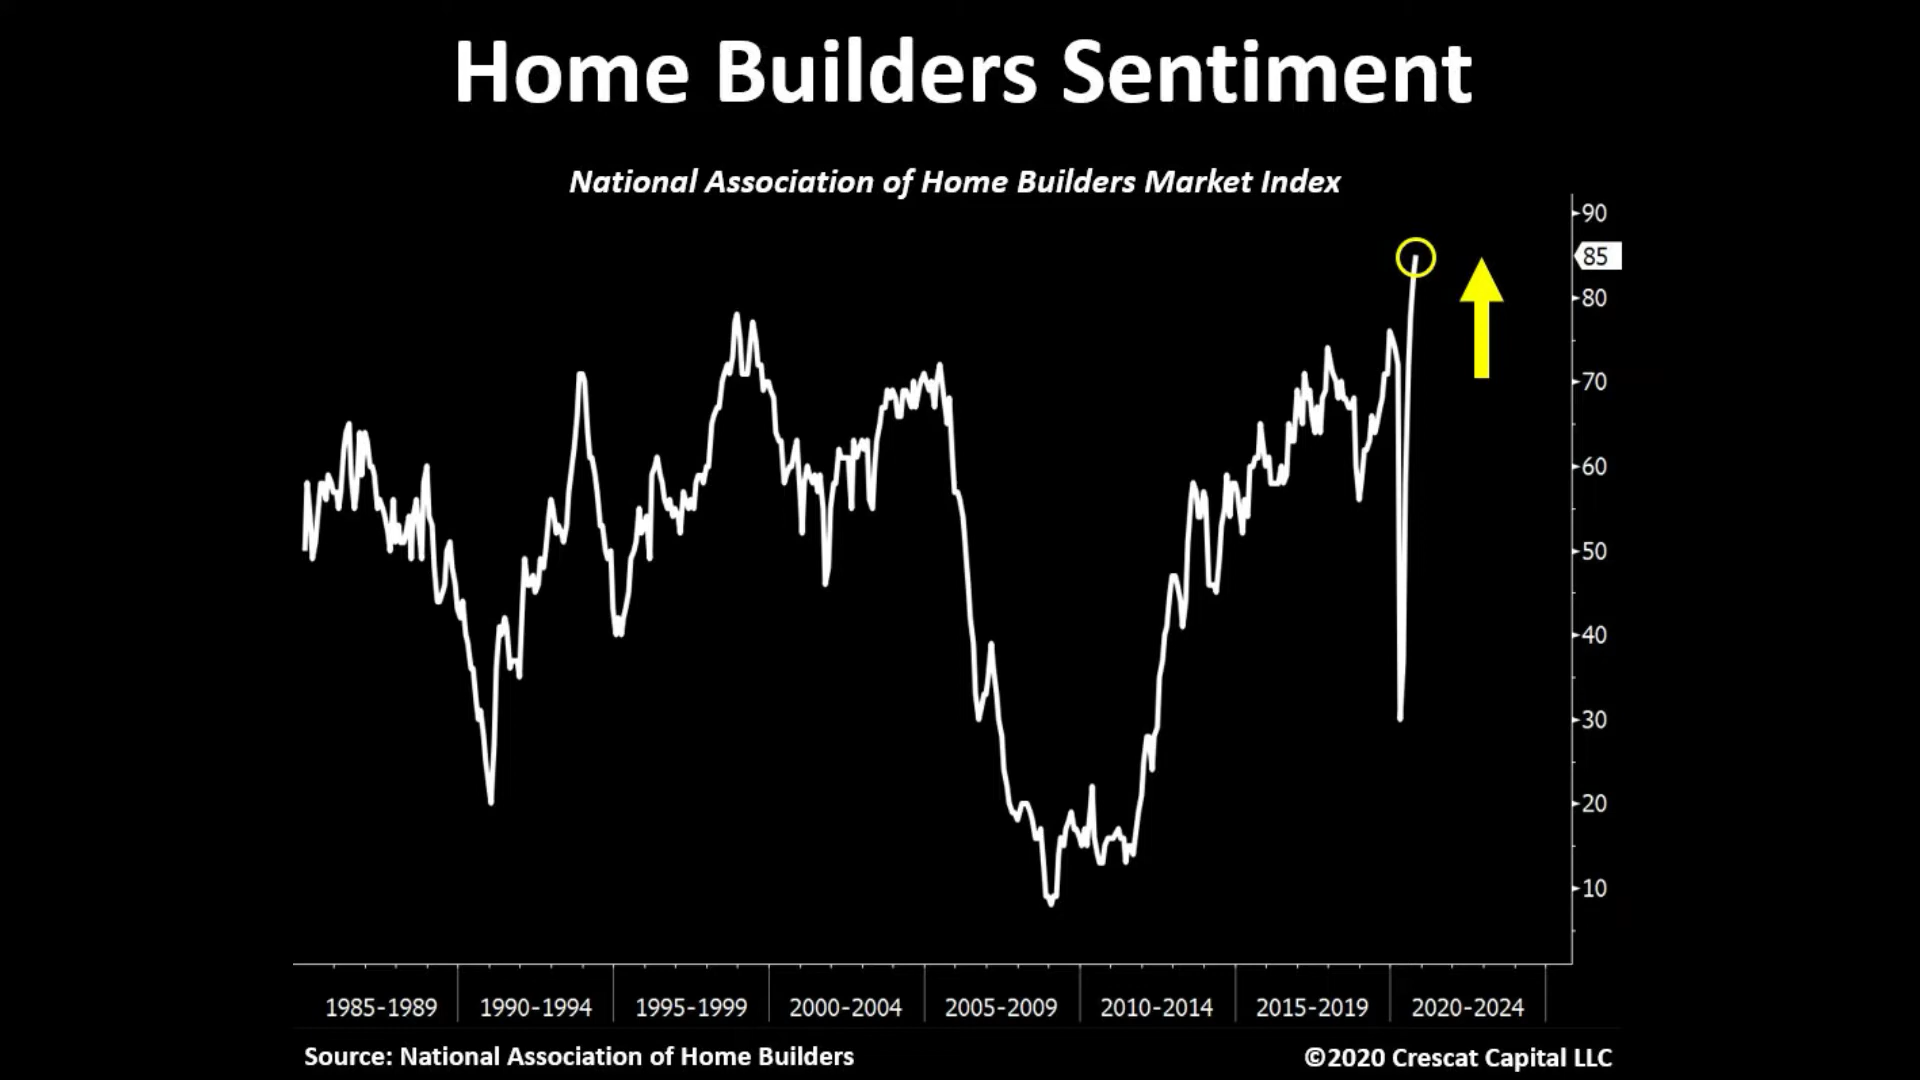 Home Builders Sentiment
National Association of Home Builders Market Index
90
85
80
70
60
50
40
30
20
10
1985-1989 1990-1994 1995-1999 2000-2004 2005-2009 2010-2014 2015-2019 2020-2024
Source: National Association of Home Builders ©2020 Crescat Capital LLC